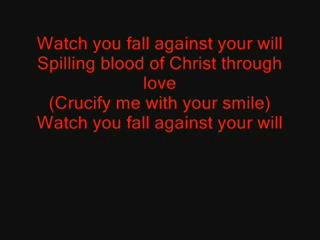 Watch you fall against your will
Spilling blood of Christ through
love
(Crucify me with your smile)
Watch you fall against your will